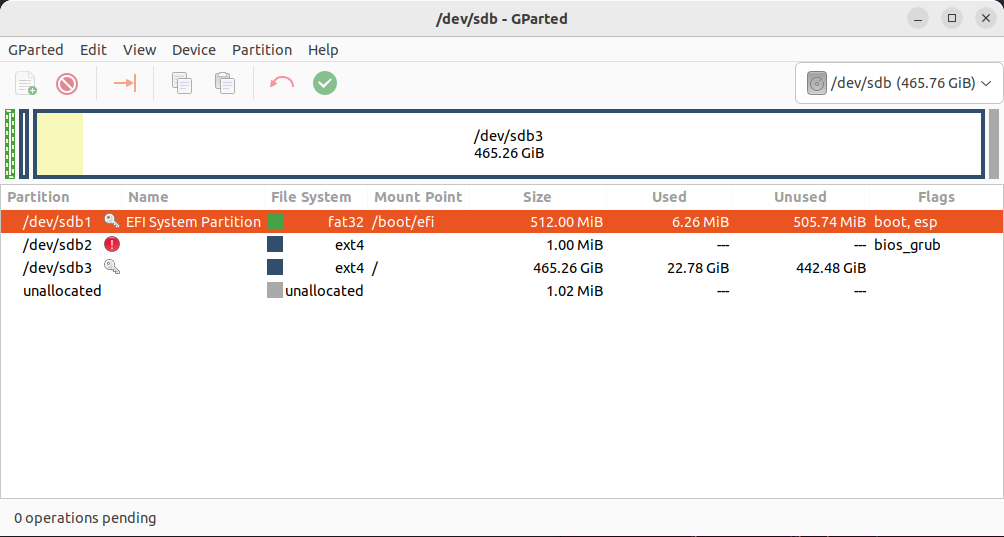 /dev/sdb - GParted
GParted Edit View Device Partition Help
/dev/sdb (465.76 GiB)
/dev/sdb3
465.26 GiB
Partition Name File System Mount Point Size Used Unused Flags
/dev/sdb1 EFI System Partition fat32 /boot/efi 512.00 MiB 6.26 MiB 505.74 MiB boot, esp
/dev/sdb2 ext4 1.00 MiB --- --- bios_grub
/dev/sdb3 ext4 / 465.26 GiB 22.78 GiB 442.48 GiB
unallocated unallocated 1.02 MiB --- ---
0 operations pending